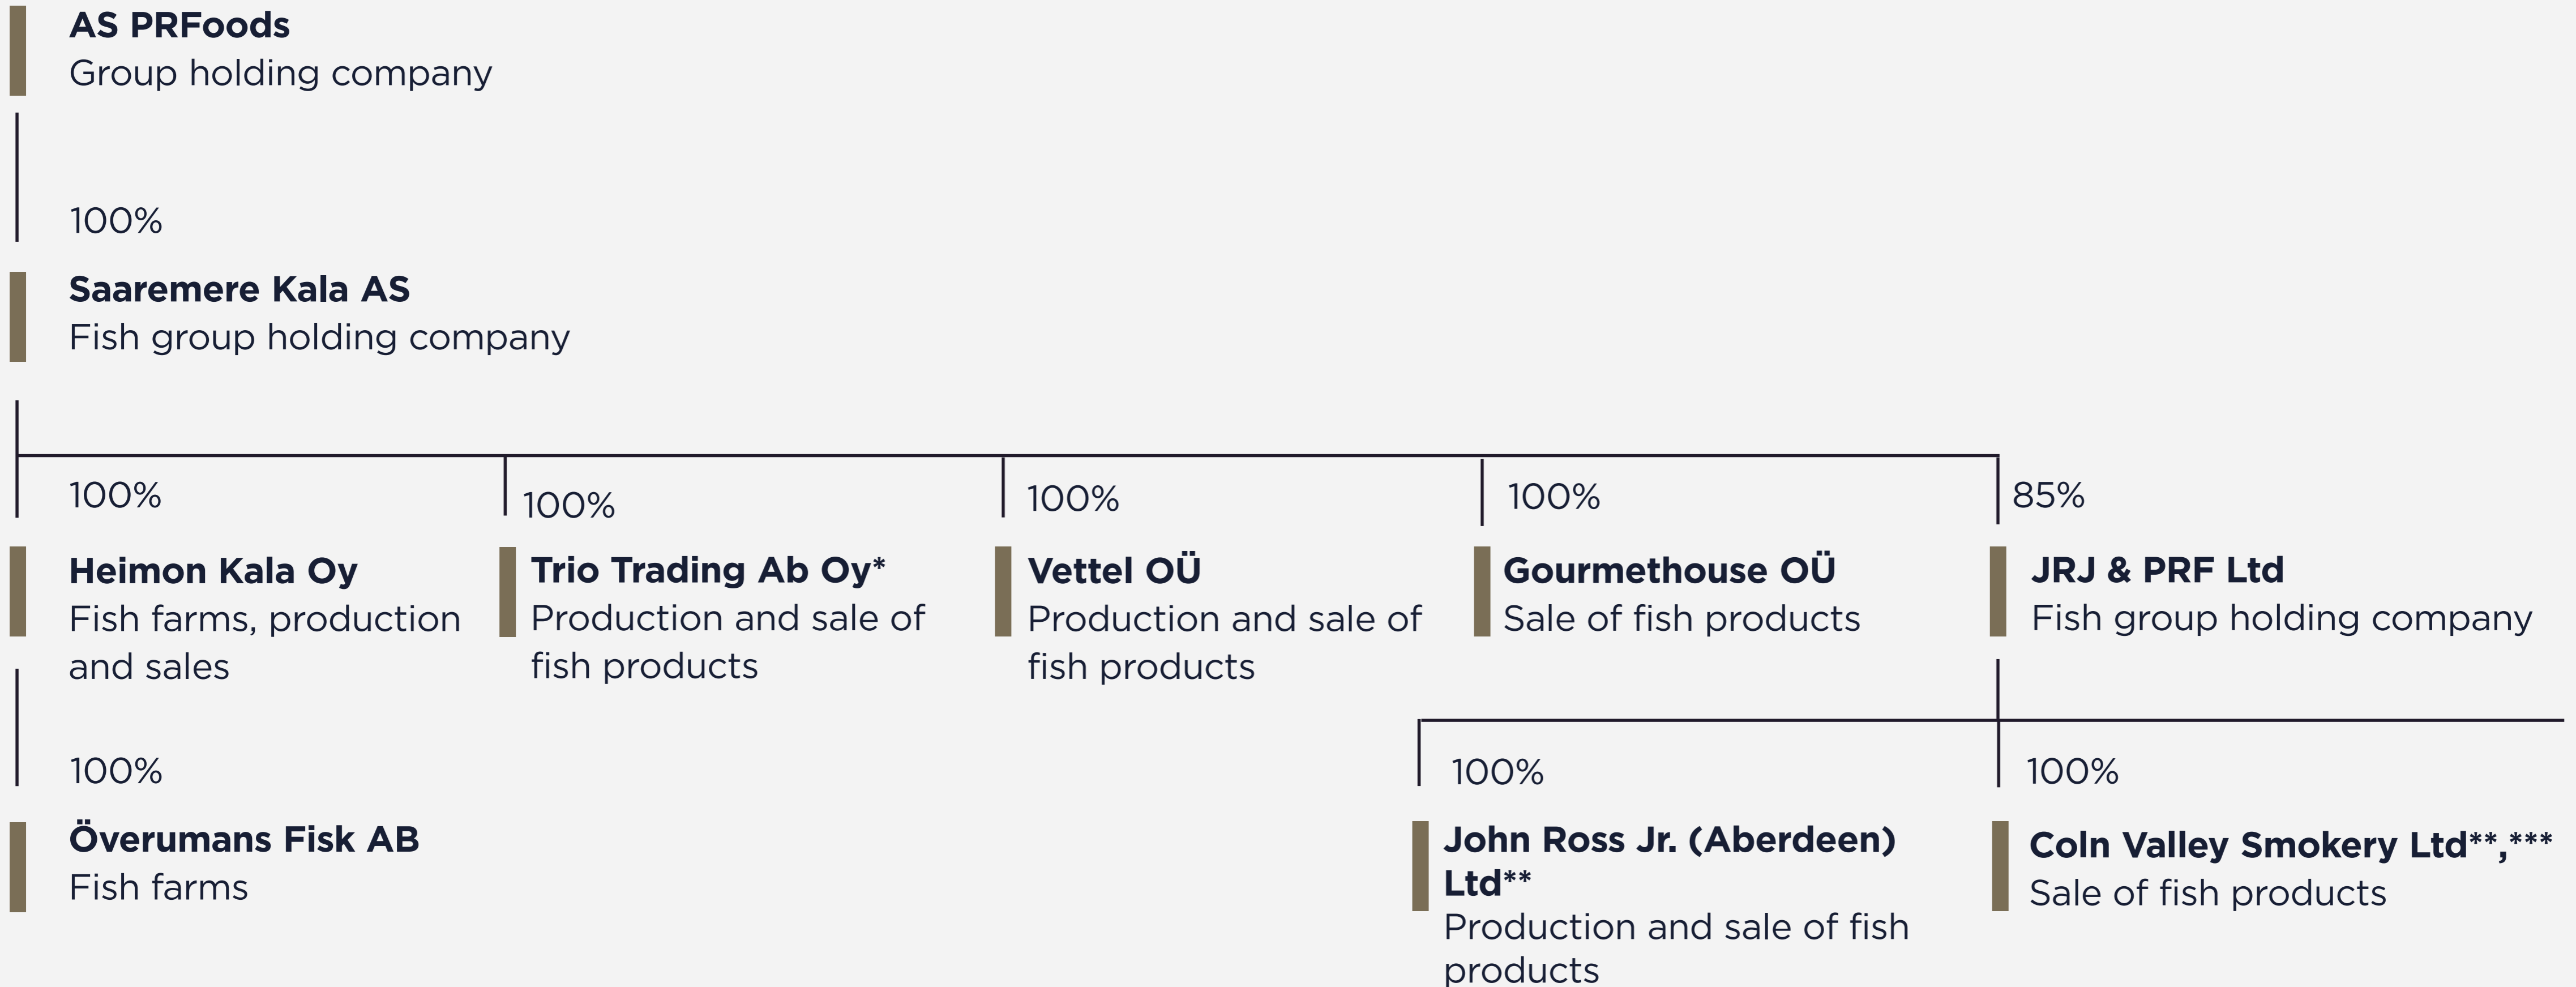 AS PRFoods
Group holding company
100%
Saaremere Kala AS
Fish group holding company
100%
100%
100%
100%
85%
Heimon Kala Oy
Fish farms, production
and sales
Trio Trading Ab Oy*
Production and sale of
fish products
Vettel OÜ
Production and sale of
fish products
Gourmethouse OÜ
Sale of fish products
JRJ & PRF Ltd
Fish group holding company
100%
100%
100%
Överumans Fisk AB
Fish farms
John Ross Jr. (Aberdeen)
Ltd**
Production and sale of fish
products
Coln Valley Smokery Ltd**,***
Sale of fish products